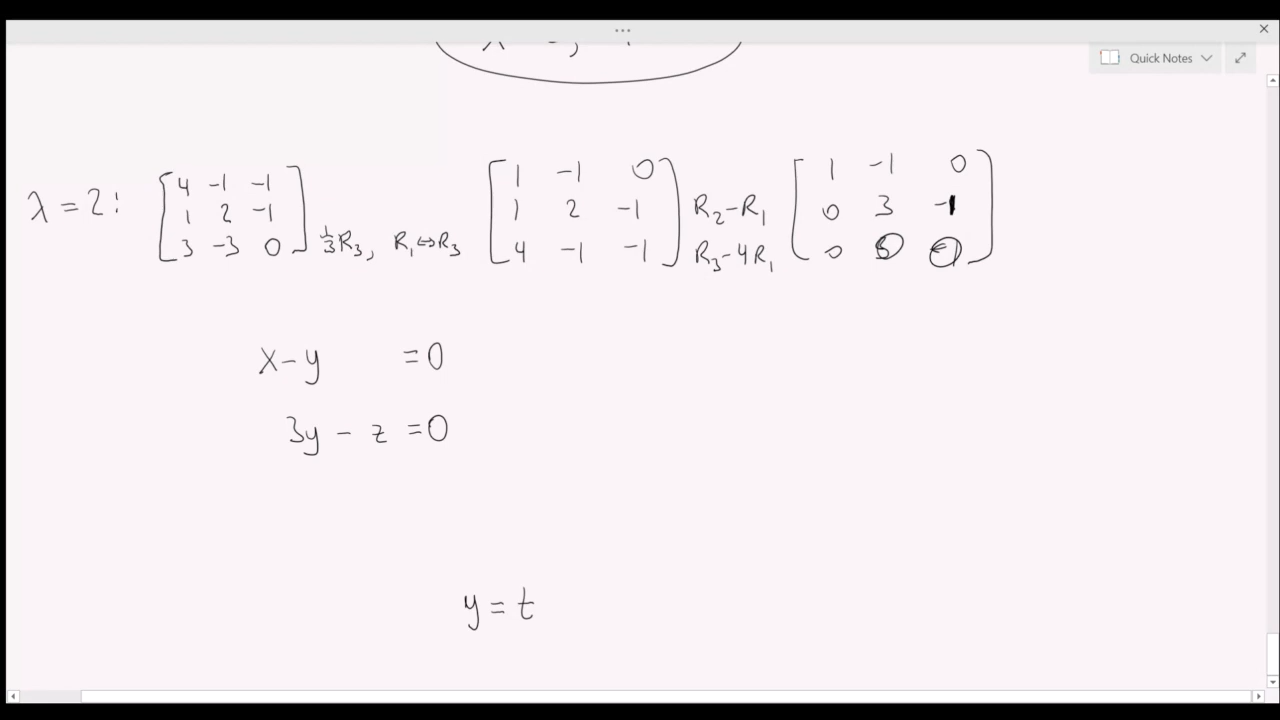 Quick Notes
λ = 2: [4 -1 -1; 1 2 -1; 3 -3 0] ⅓R₃, R₁↔R₃ [1 -1 0; 1 2 -1; 4 -1 -1] R₂-R₁ R₃-4R₁ [1 -1 0; 0 3 -1; 0 0 0]
x - y = 0
3y - z = 0
y = t